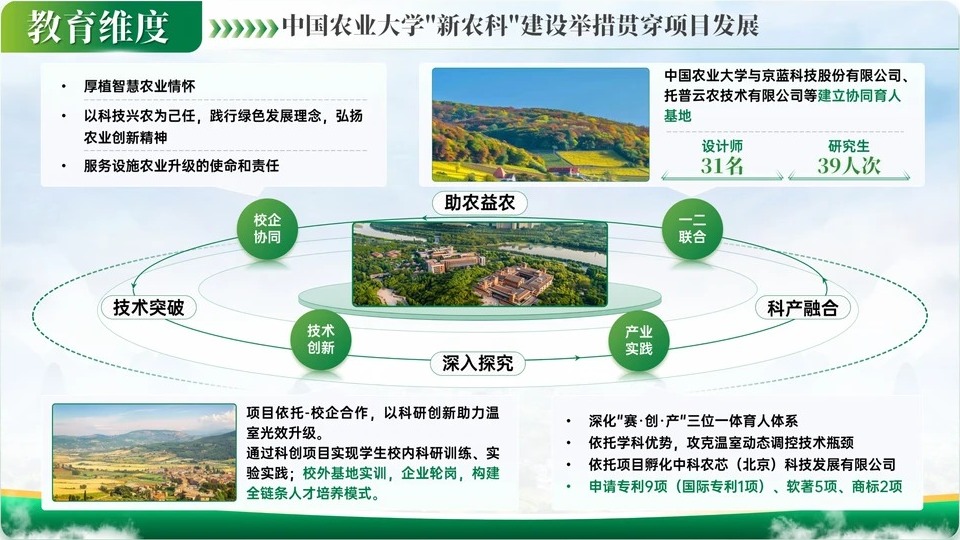 教育维度
中国农业大学"新农科"建设举措贯穿项目发展
• 厚植智慧农业情怀
• 以科技兴农为己任，践行绿色发展理念，弘扬
农业创新精神
• 服务设施农业升级的使命和责任
中国农业大学与京蓝科技股份有限公司、
托普云农技术有限公司等建立协同育人
基地
设计师
31名
研究生
39人次
助农益农
校企
协同
一二
联合
技术突破
科产融合
技术
创新
产业
实践
深入探究
项目依托-校企合作，以科研创新助力温
室光效升级。
通过科创项目实现学生校内科研训练、实
验实践；校外基地实训，企业轮岗，构建
全链条人才培养模式。
• 深化"赛·创·产"三位一体育人体系
• 依托学科优势，攻克温室动态调控技术瓶颈
• 依托项目孵化中科农芯（北京）科技发展有限公司
• 申请专利9项（国际专利1项）、软著5项、商标2项